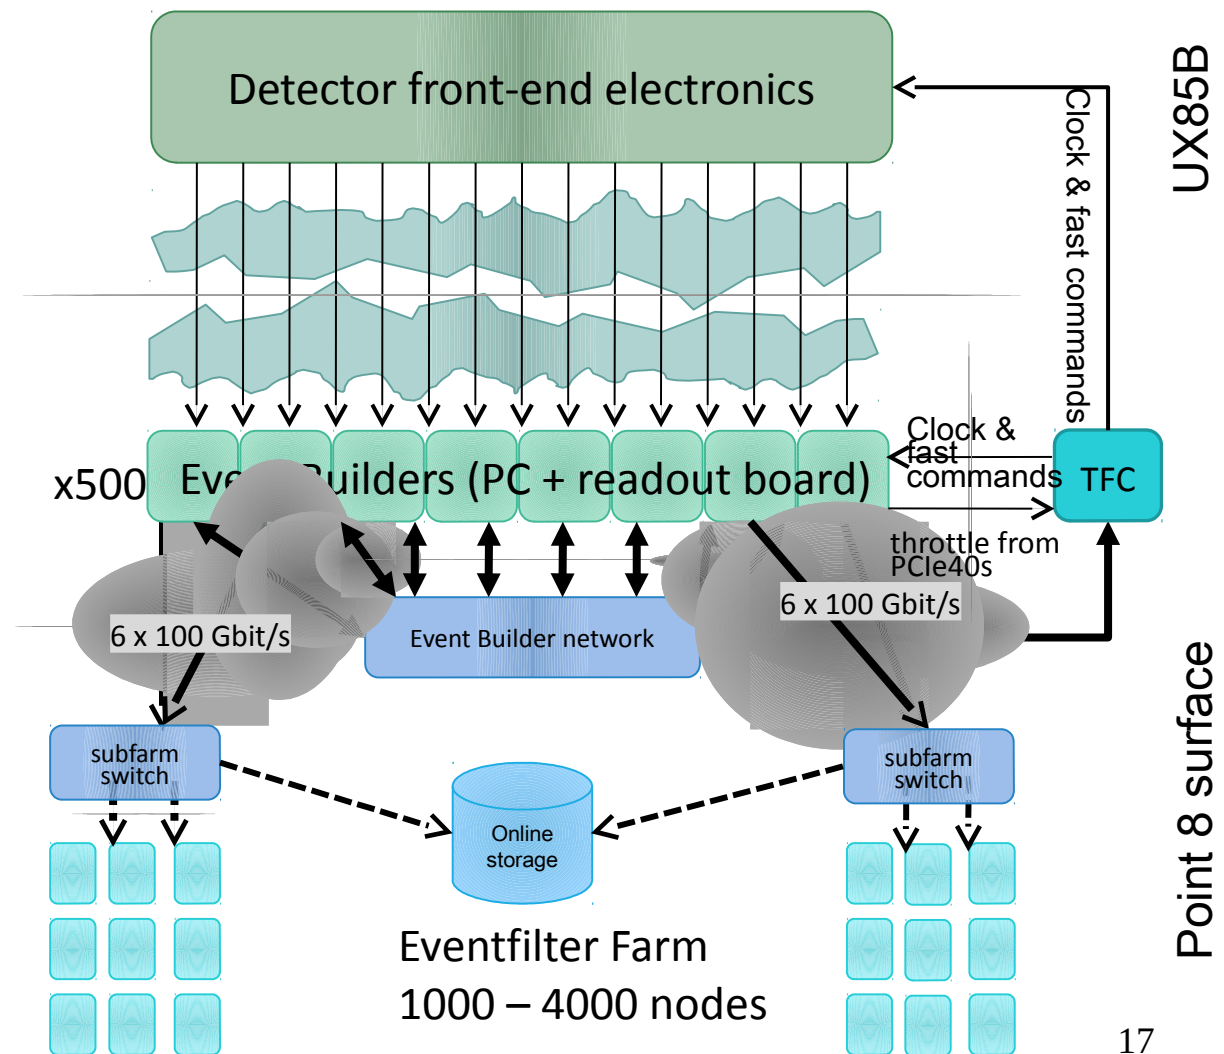 Detector front-end electronics
UX85B
Clock & fast commands
Clock &
fast
commands
x500
Eve Builders (PC + readout board)
TFC
throttle from
PCIe40s
6 x 100 Gbit/s
6 x 100 Gbit/s
Event Builder network
Point 8 surface
subfarm
switch
subfarm
switch
Online
storage
Eventfilter Farm
1000 – 4000 nodes
17